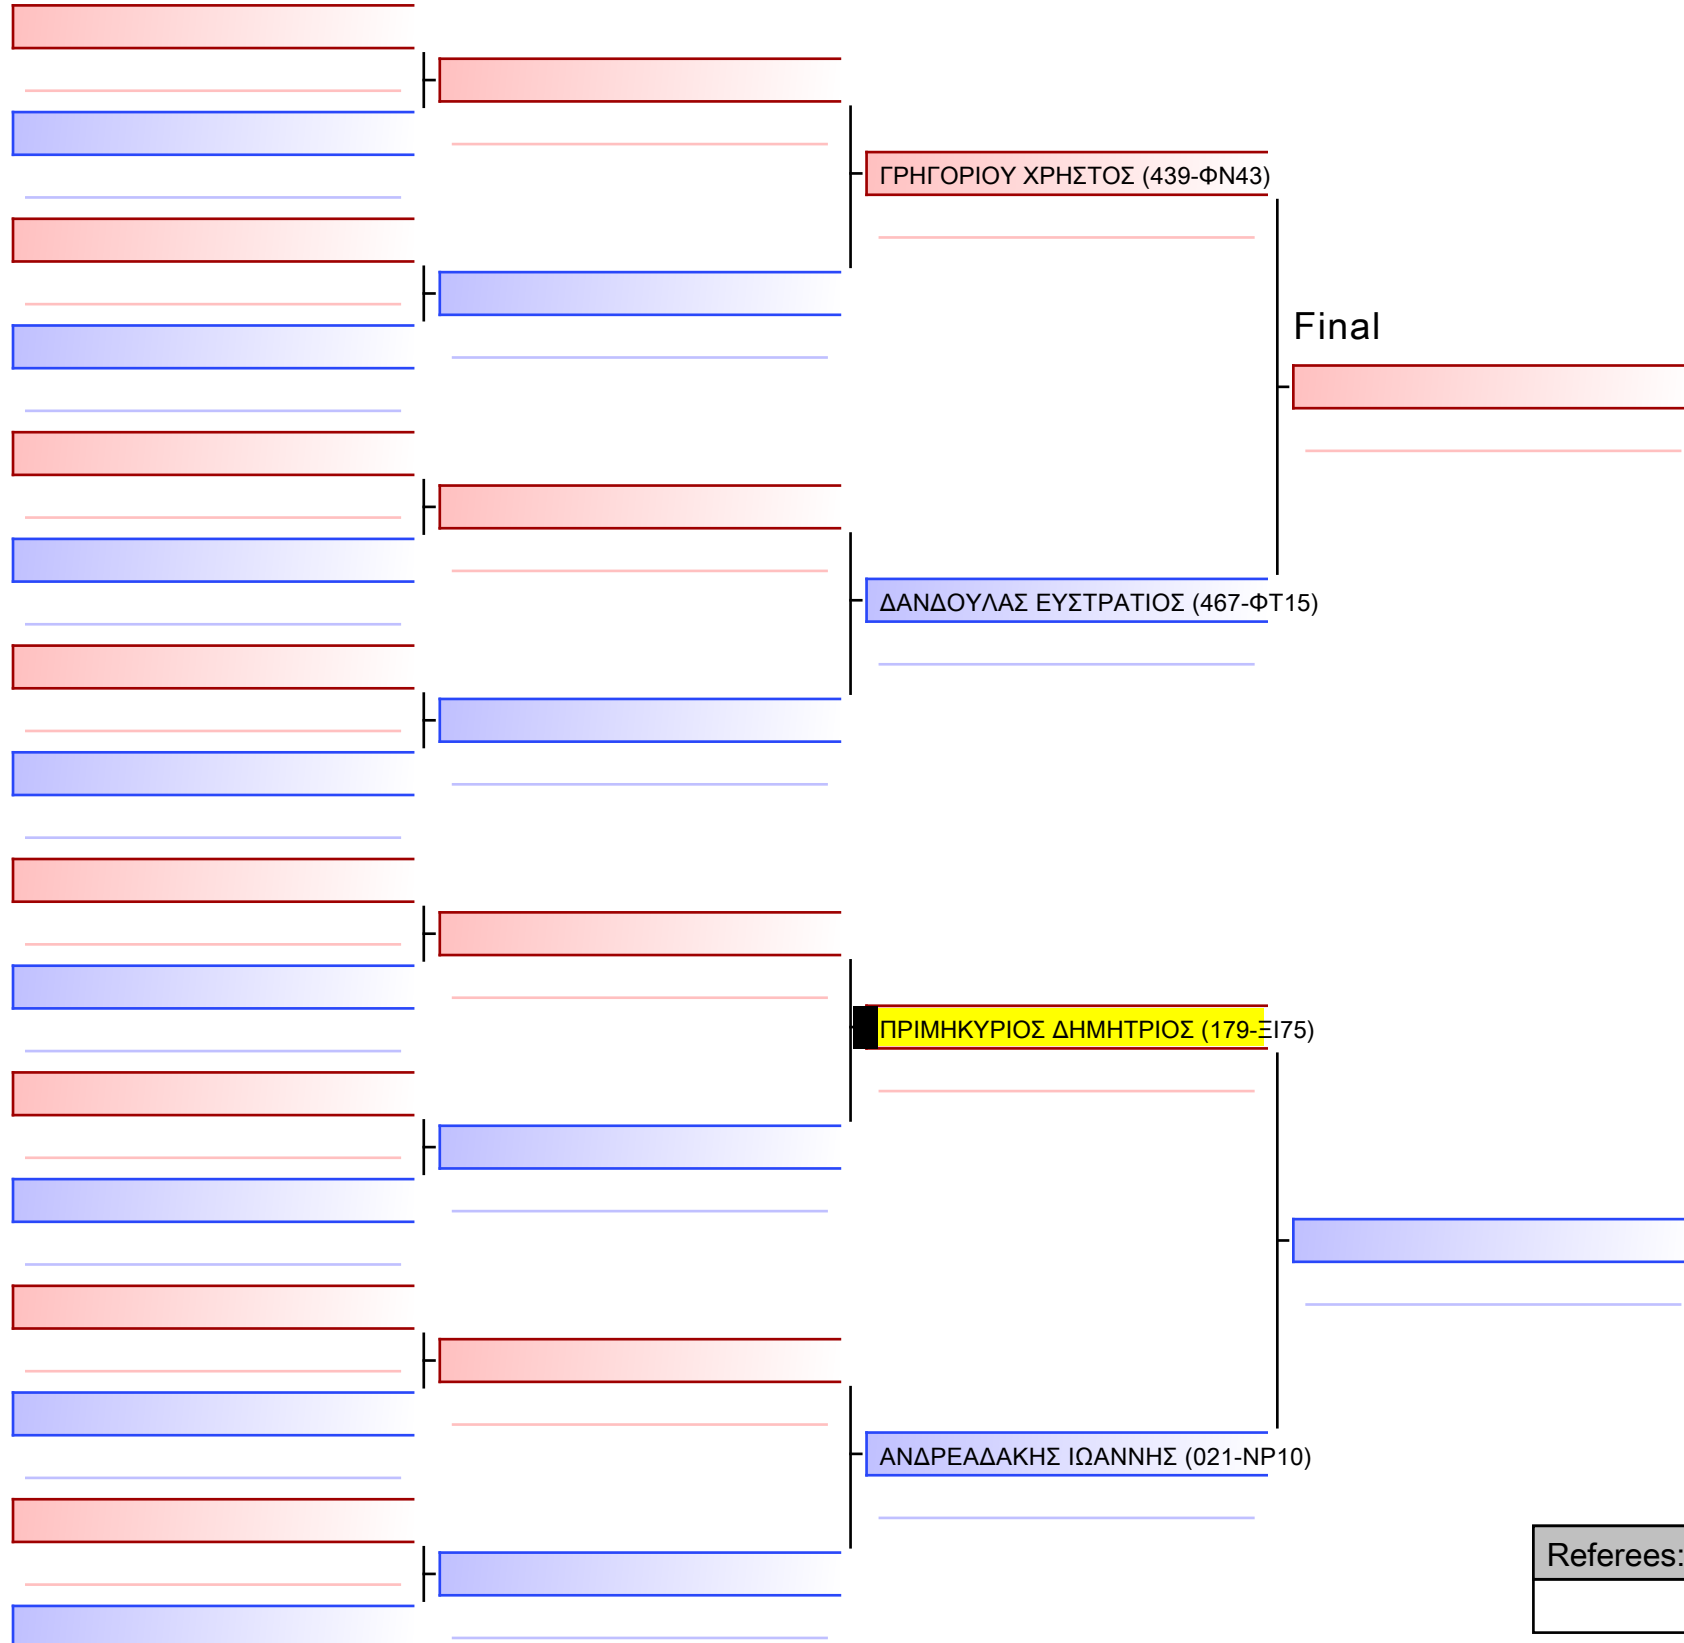 ΓΡΗΓΟΡΙΟΥ ΧΡΗΣΤΟΣ (439-ΦΝ43)
Final
ΔΑΝΔΟΥΛΑΣ ΕΥΣΤΡΑΤΙΟΣ (467-ΦΤ15)
ΠΡΙΜΗΚΥΡΙΟΣ ΔΗΜΗΤΡΙΟΣ (179-ΞΙ75)
ΑΝΔΡΕΑΔΑΚΗΣ ΙΩΑΝΝΗΣ (021-ΝΡ10)
Referees: